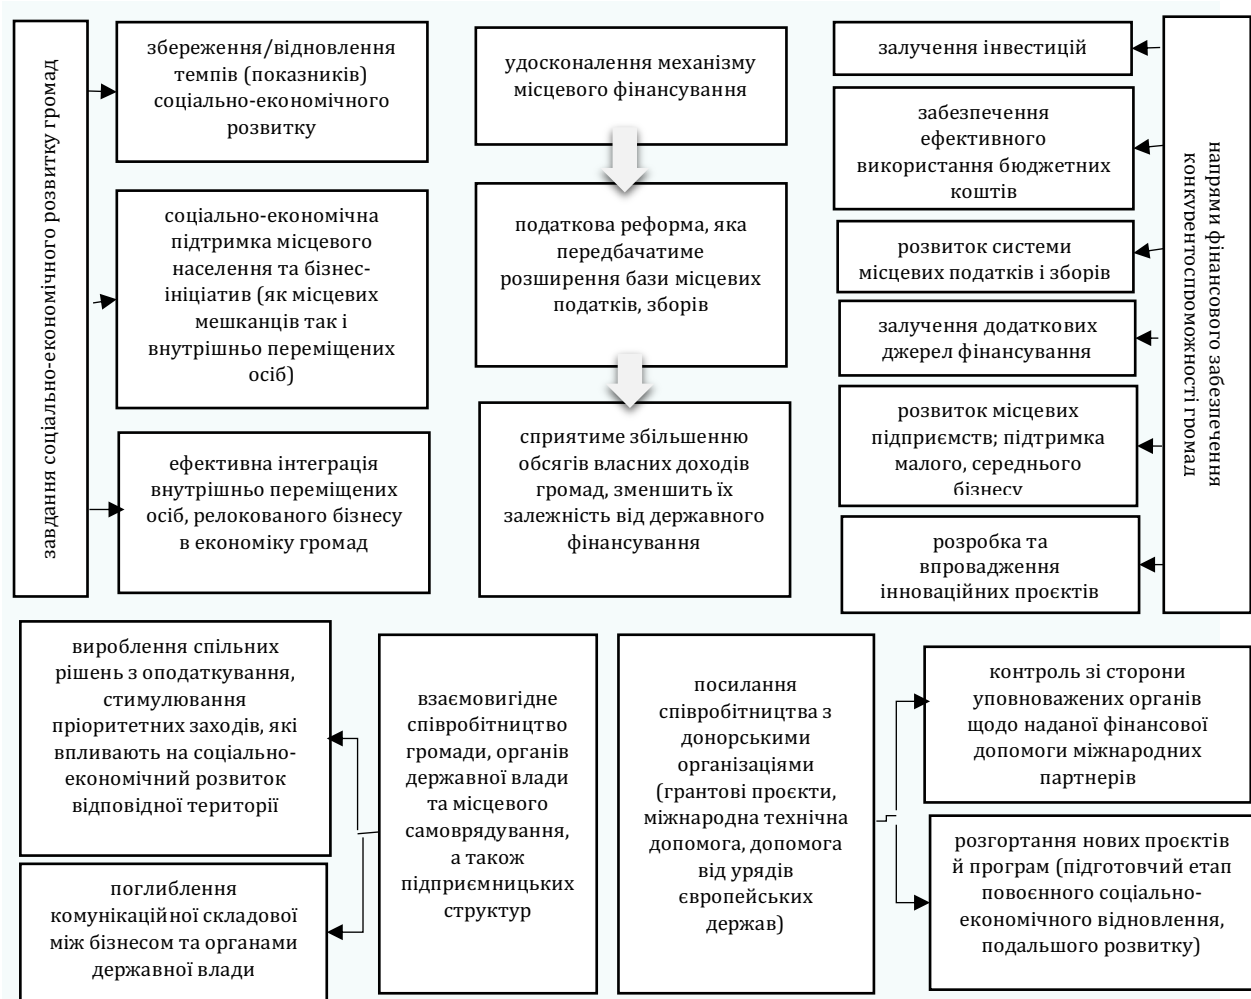 завдання соціально-економічного розвитку громад
збереження/відновлення
темпів (показників)
соціально-економічного
розвитку
соціально-економічна
підтримка місцевого
населення та бізнес-
ініціатив (як місцевих
мешканців так і
внутрішньо переміщених
осіб)
ефективна інтеграція
внутрішньо переміщених
осіб, релокованого бізнесу
в економіку громад
удосконалення механізму
місцевого фінансування
податкова реформа, яка
передбачатиме
розширення бази місцевих
податків, зборів
сприятиме збільшенню
обсягів власних доходів
громад, зменшить їх
залежність від державного
фінансування
напрями фінансового забезпечення
конкурентоспроможності громад
залучення інвестицій
забезпечення
ефективного
використання бюджетних
коштів
розвиток системи
місцевих податків і зборів
залучення додаткових
джерел фінансування
розвиток місцевих
підприємств; підтримка
малого, середнього
бізнесу
розробка та
впровадження
інноваційних проєктів
вироблення спільних
рішень з оподаткування,
стимулювання
пріоритетних заходів, які
впливають на соціально-
економічний розвиток
відповідної території
поглиблення
комунікаційної складової
між бізнесом та органами
державної влади
взаємовигідне
співробітництво
громади, органів
державної влади
та місцевого
самоврядування,
а також
підприємницьких
структур
посилання
співробітництва з
донорськими
організаціями
(грантові проєкти,
міжнародна технічна
допомога, допомога
від урядів
європейських
держав)
контроль зі сторони
уповноважених органів
щодо наданої фінансової
допомоги міжнародних
партнерів
розгортання нових проєктів
й програм (підготовчий етап
повоєнного соціально-
економічного відновлення,
подальшого розвитку)